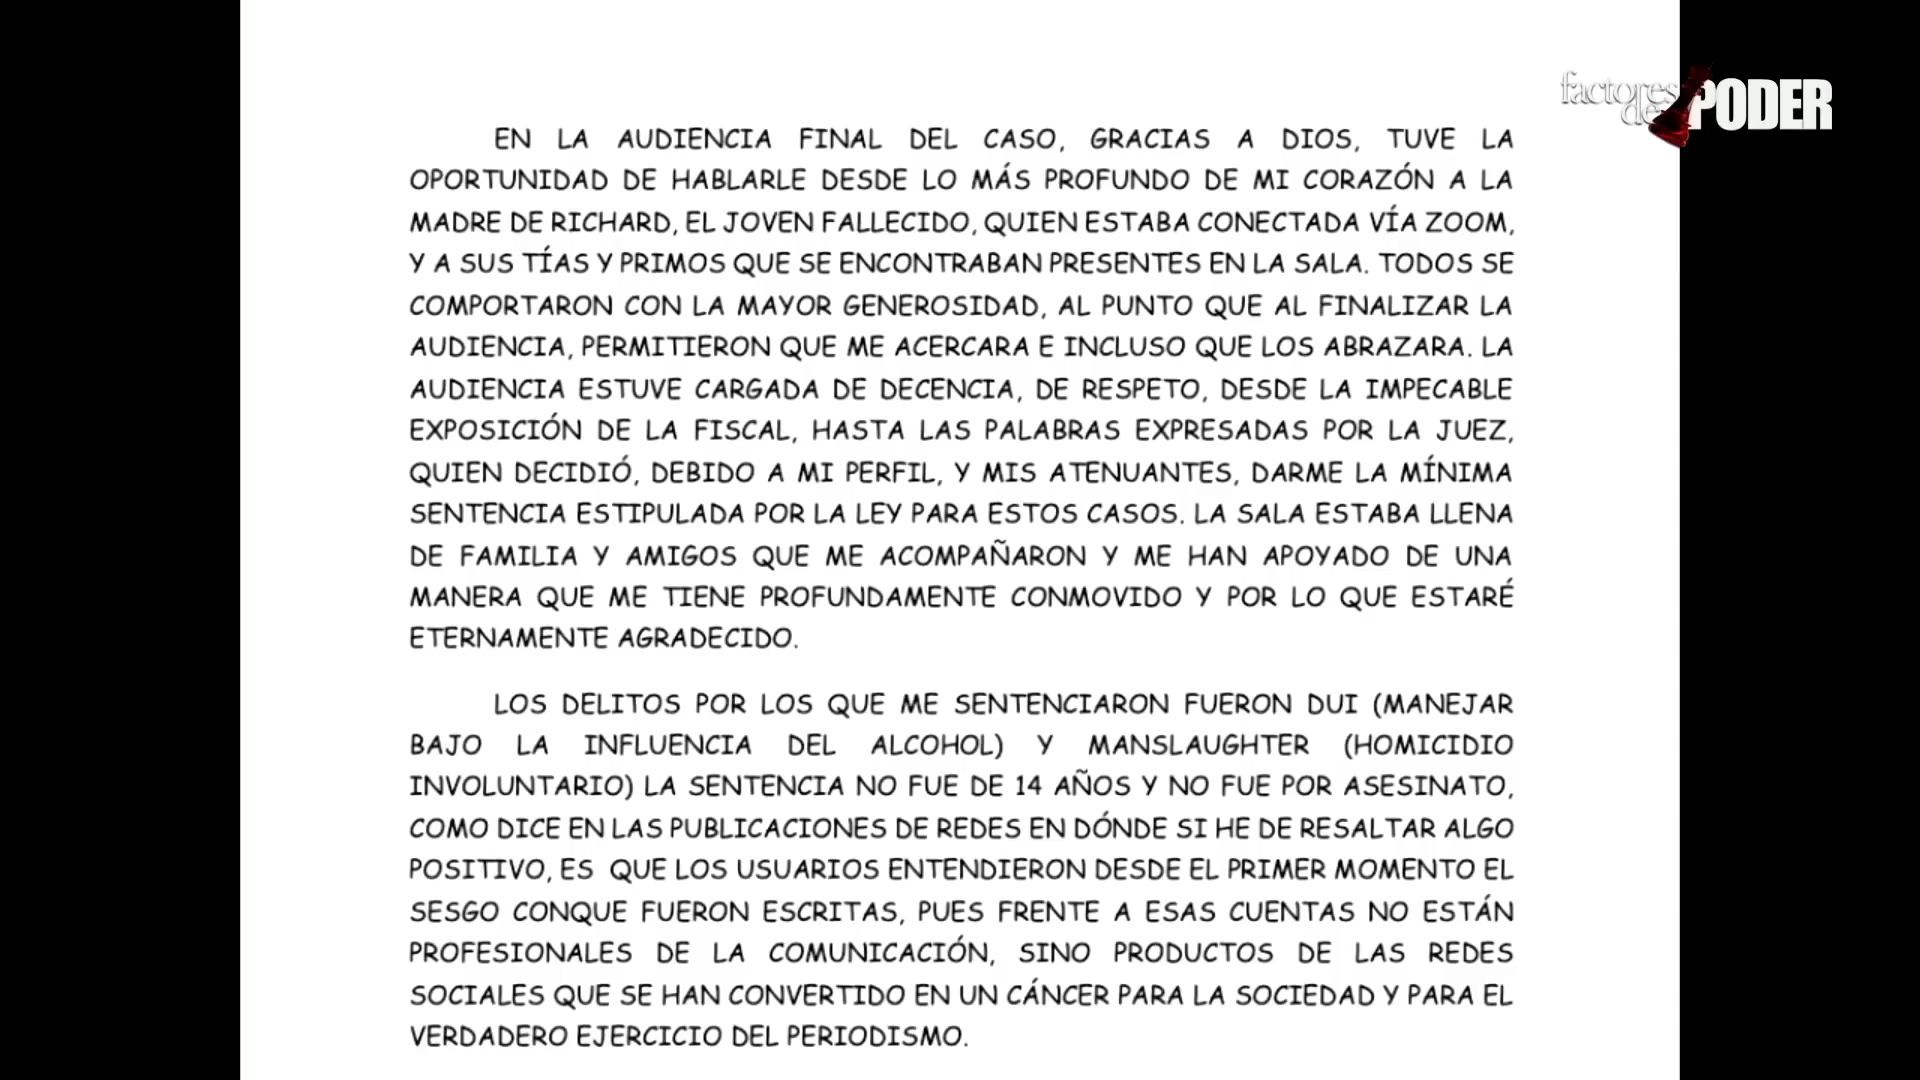 factores de PODER
EN LA AUDIENCIA FINAL DEL CASO, GRACIAS A DIOS, TUVE LA
OPORTUNIDAD DE HABLARLE DESDE LO MÁS PROFUNDO DE MI CORAZÓN A LA
MADRE DE RICHARD, EL JOVEN FALLECIDO, QUIEN ESTABA CONECTADA VÍA ZOOM,
Y A SUS TÍAS Y PRIMOS QUE SE ENCONTRABAN PRESENTES EN LA SALA. TODOS SE
COMPORTARON CON LA MAYOR GENEROSIDAD, AL PUNTO QUE AL FINALIZAR LA
AUDIENCIA, PERMITIERON QUE ME ACERCARA E INCLUSO QUE LOS ABRAZARA. LA
AUDIENCIA ESTUVE CARGADA DE DECENCIA, DE RESPETO, DESDE LA IMPECABLE
EXPOSICIÓN DE LA FISCAL, HASTA LAS PALABRAS EXPRESADAS POR LA JUEZ,
QUIEN DECIDIÓ, DEBIDO A MI PERFIL, Y MIS ATENUANTES, DARME LA MÍNIMA
SENTENCIA ESTIPULADA POR LA LEY PARA ESTOS CASOS. LA SALA ESTABA LLENA
DE FAMILIA Y AMIGOS QUE ME ACOMPAÑARON Y ME HAN APOYADO DE UNA
MANERA QUE ME TIENE PROFUNDAMENTE CONMOVIDO Y POR LO QUE ESTARÉ
ETERNAMENTE AGRADECIDO.
LOS DELITOS POR LOS QUE ME SENTENCIARON FUERON DUI (MANEJAR
BAJO LA INFLUENCIA DEL ALCOHOL) Y MANSLAUGHTER (HOMICIDIO
INVOLUNTARIO) LA SENTENCIA NO FUE DE 14 AÑOS Y NO FUE POR ASESINATO,
COMO DICE EN LAS PUBLICACIONES DE REDES EN DÓNDE SI HE DE RESALTAR ALGO
POSITIVO, ES QUE LOS USUARIOS ENTENDIERON DESDE EL PRIMER MOMENTO EL
SESGO CONQUE FUERON ESCRITAS, PUES FRENTE A ESAS CUENTAS NO ESTÁN
PROFESIONALES DE LA COMUNICACIÓN, SINO PRODUCTOS DE LAS REDES
SOCIALES QUE SE HAN CONVERTIDO EN UN CÁNCER PARA LA SOCIEDAD Y PARA EL
VERDADERO EJERCICIO DEL PERIODISMO.